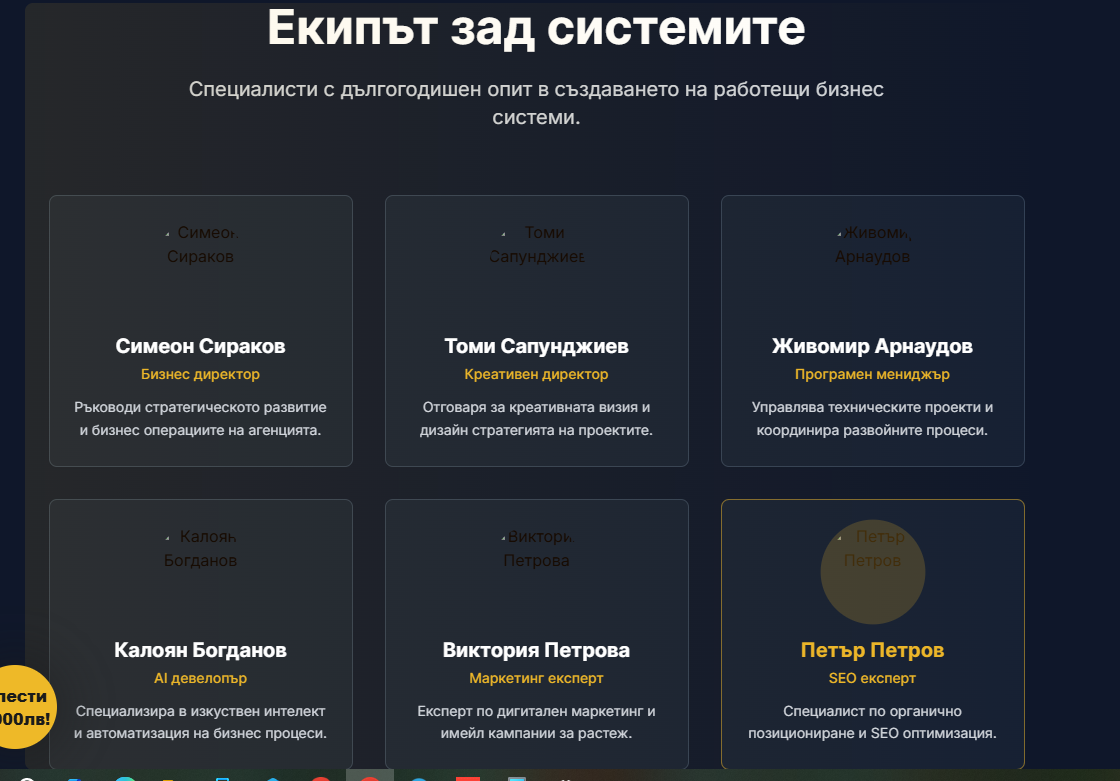 Екипът зад системите
Специалисти с дългогодишен опит в създаването на работещи бизнес
системи.
Симеон
Сираков
Томи
Сапунджиев
Живомир
Арнаудов
Симеон Сираков
Бизнес директор
Ръководи стратегическото развитие
и бизнес операциите на агенцията.
Томи Сапунджиев
Креативен директор
Отговаря за креативната визия и
дизайн стратегията на проектите.
Живомир Арнаудов
Програмен мениджър
Управлява техническите проекти и
координира развойните процеси.
Калоян
Богданов
Виктория
Петрова
Петър
Петров
Калоян Богданов
AI девелопър
Специализира в изкуствен интелект
и автоматизация на бизнес процеси.
Виктория Петрова
Маркетинг експерт
Експерт по дигитален маркетинг и
имейл кампании за растеж.
Петър Петров
SEO експерт
Специалист по органично
позициониране и SEO оптимизация.